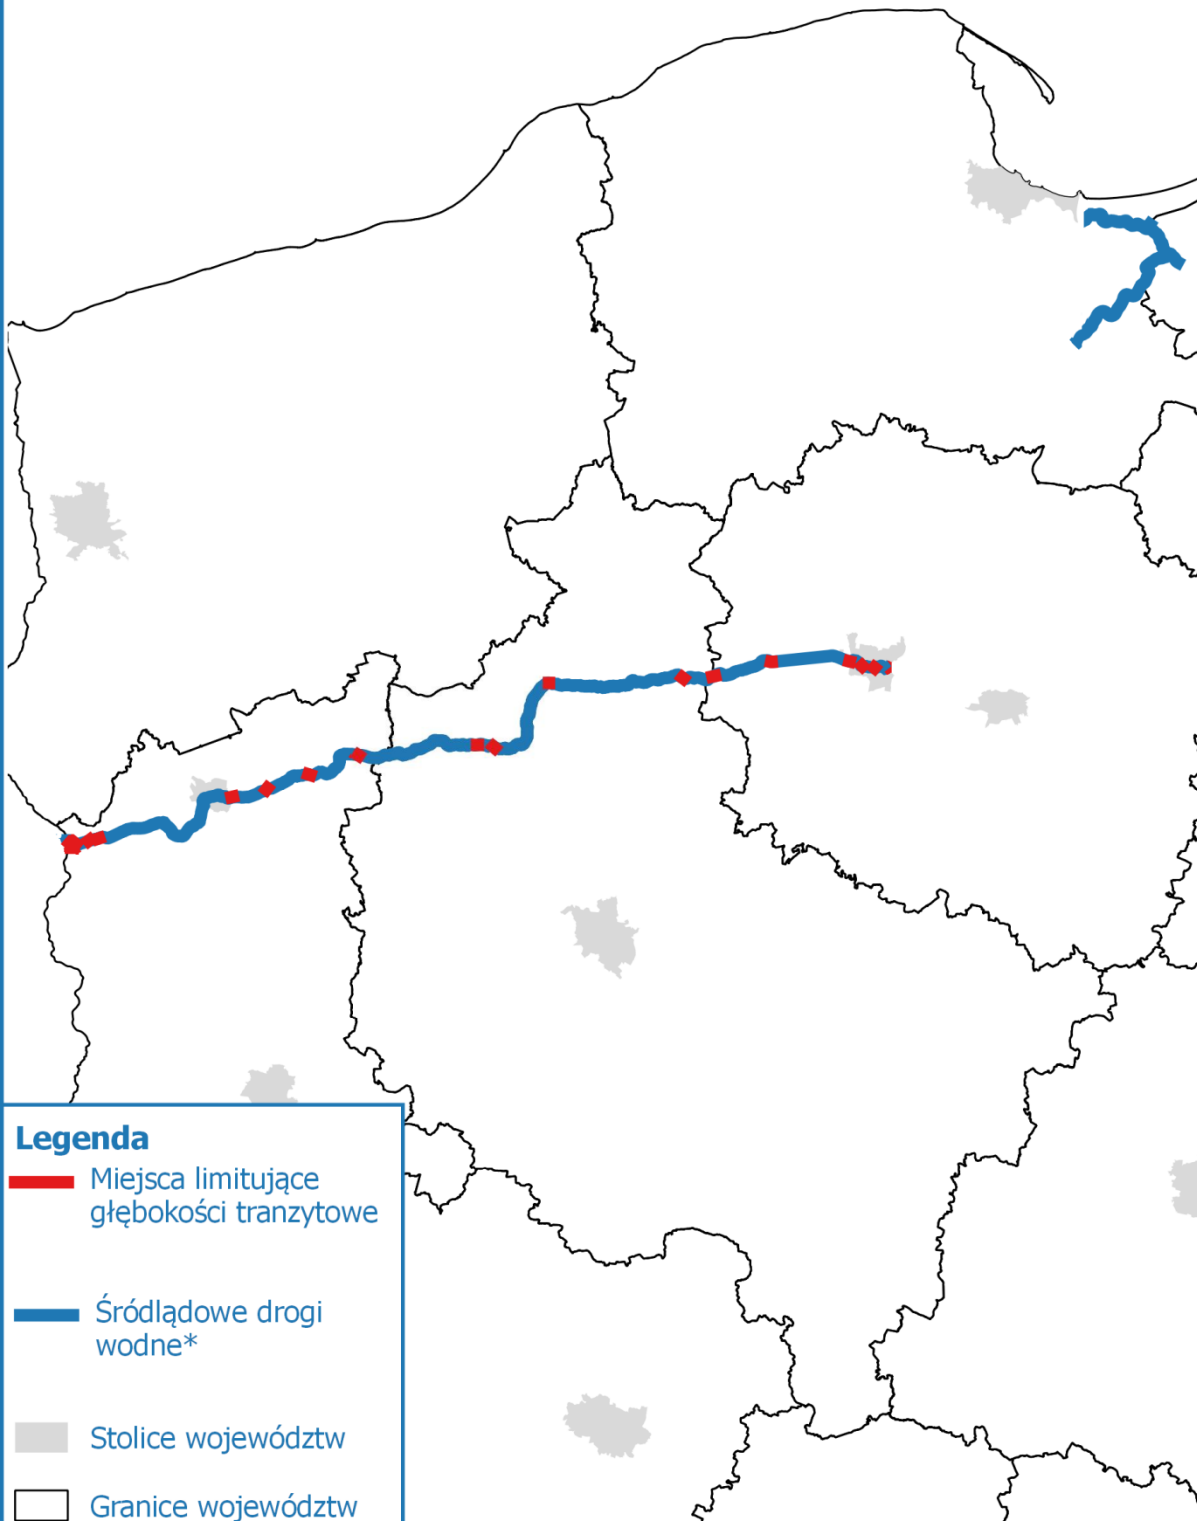 Legenda
Miejsca limitujące
głębokości tranzytowe
Śródlądowe drogi
wodne*
Stolice województw
Granice województw